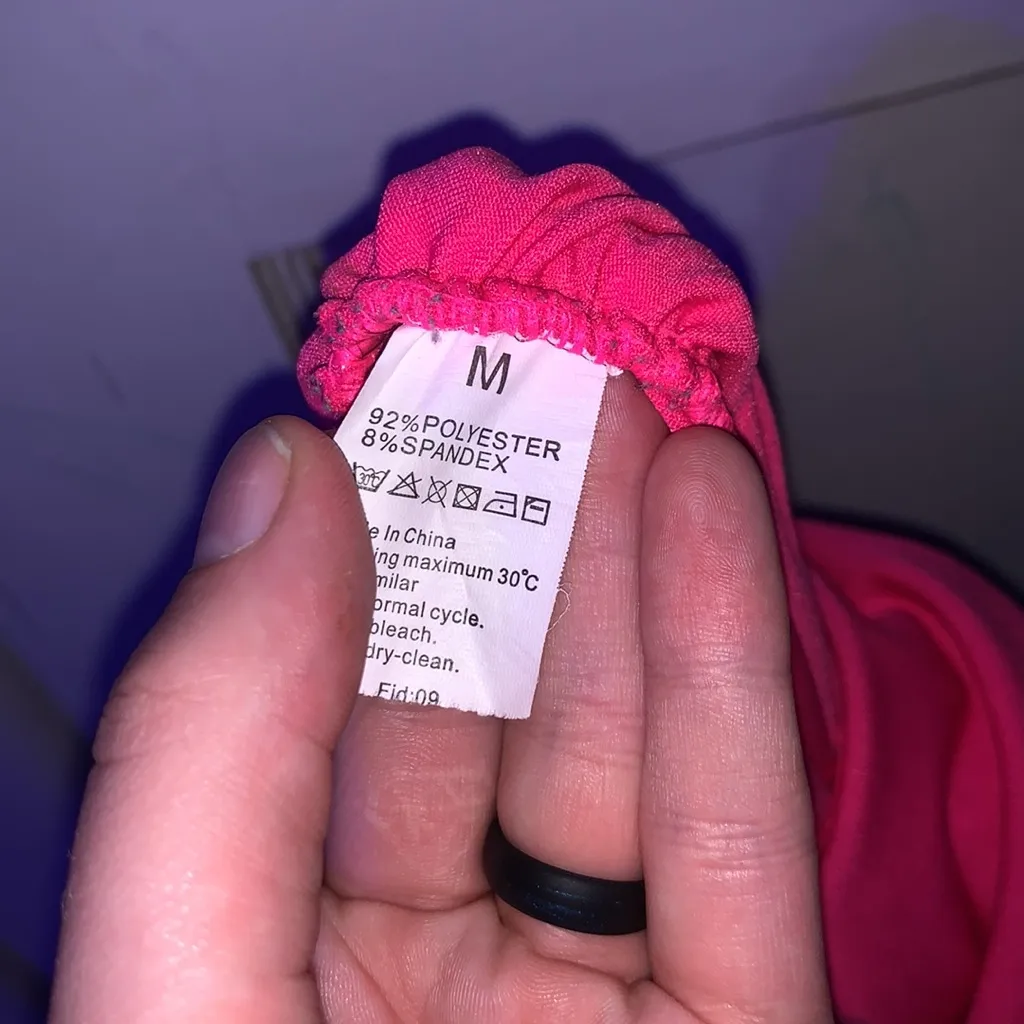 M
92%POLYESTER
8%SPANDEX
30℃
e In China
ing maximum 30℃
milar
ormal cycle.
bleach.
dry-clean.
Fid:09